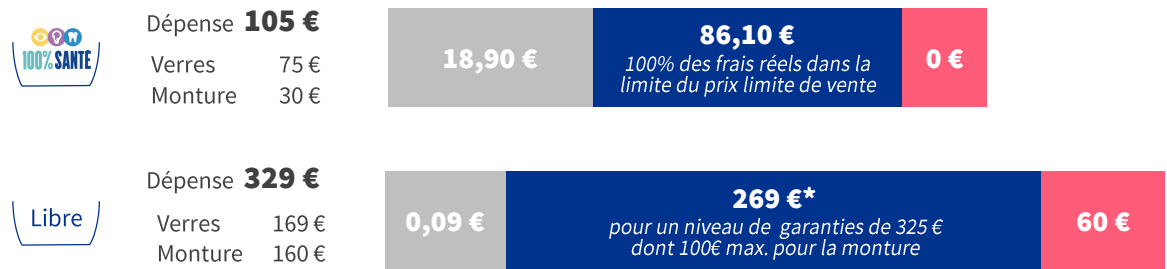 Dépense 105 €
100% SANTÉ
Verres 75 €
Monture 30 €
18,90 €
86,10 €
100% des frais réels dans la
limite du prix limite de vente
0 €
Dépense 329 €
Libre
Verres 169 €
Monture 160 €
0,09 €
269 €*
pour un niveau de garanties de 325 €
dont 100€ max. pour la monture
60 €